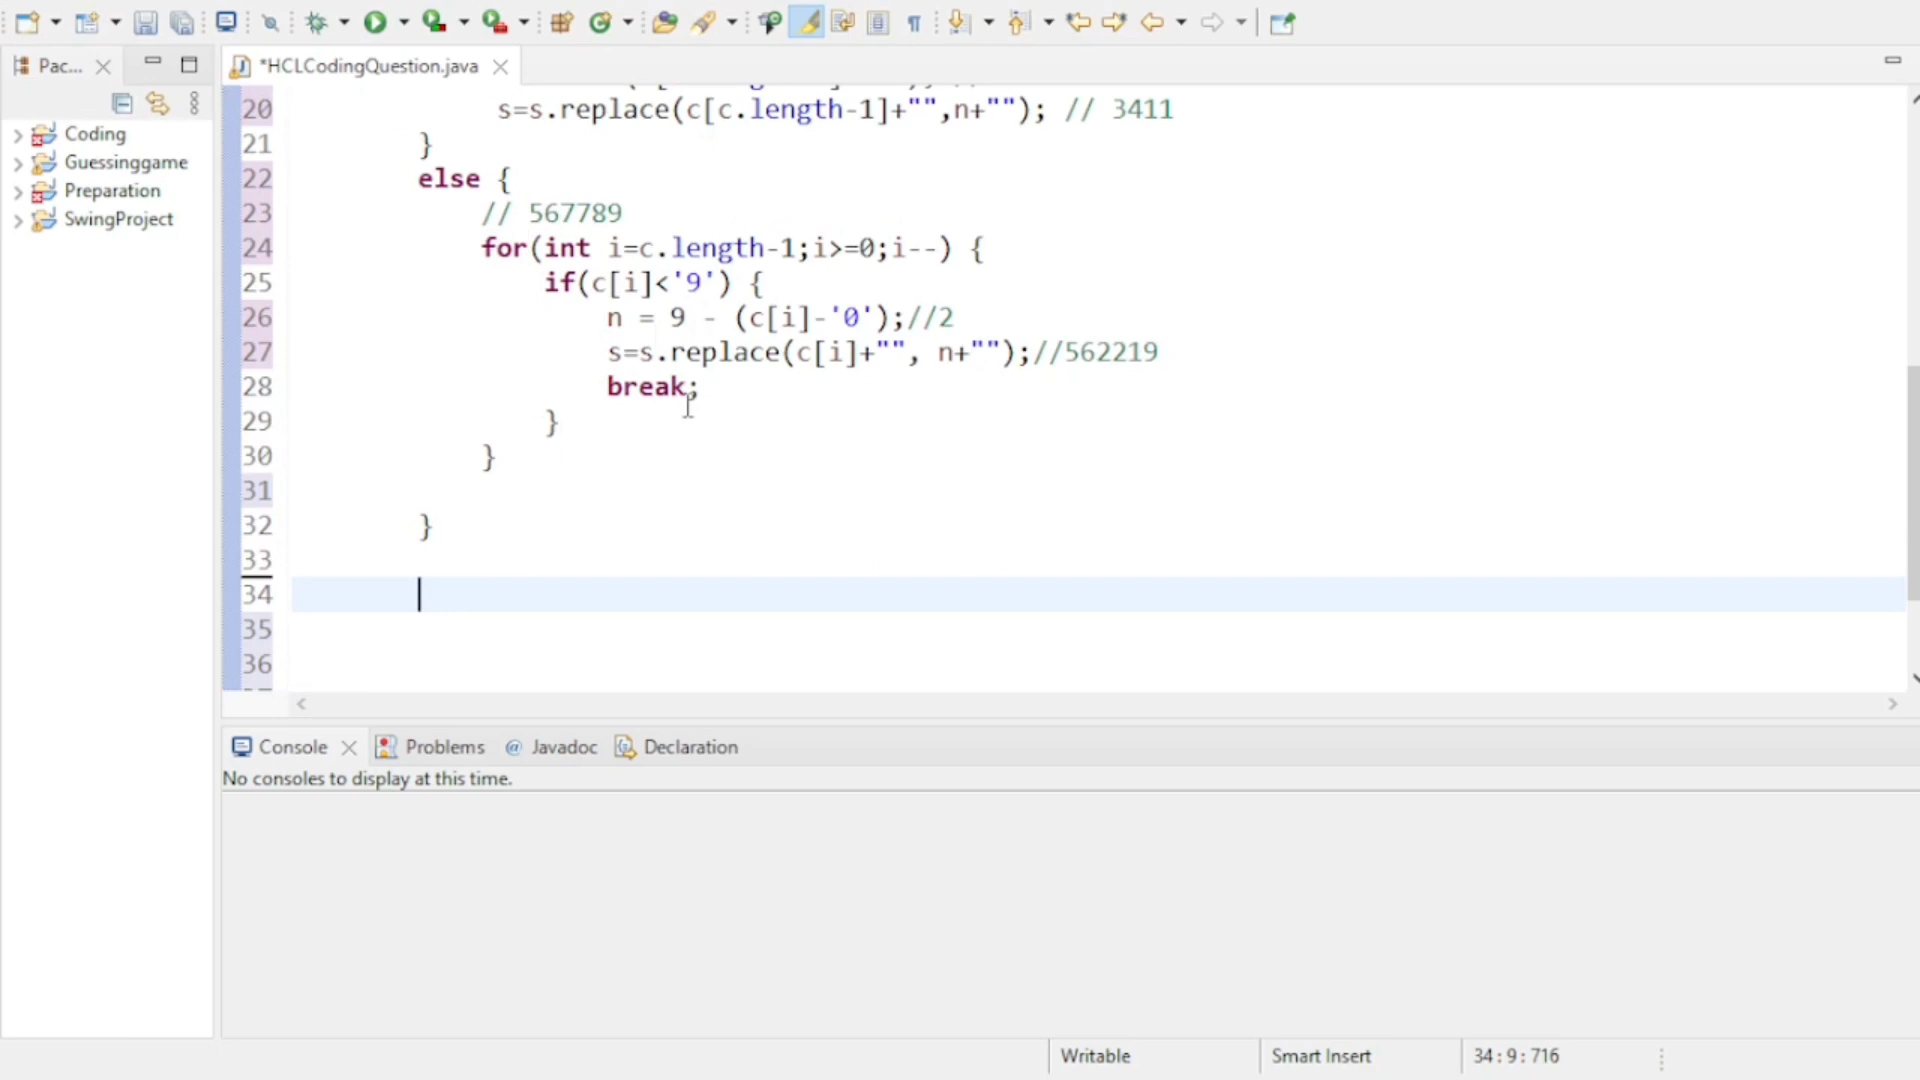 Pac...
*HCLCodingQuestion.java
Coding
Guessinggame
Preparation
SwingProject
20 s=s.replace(c[c.length-1]+"",n+""); // 3411
21 }
22 else {
23 // 567789
24 for(int i=c.length-1;i>=0;i--) {
25 if(c[i]<'9') {
26 n = 9 - (c[i]-'0');//2
27 s=s.replace(c[i]+"", n+"");//562219
28 break;
29 }
30 }
31
32 }
33
34
35
36
Console
Problems
@ Javadoc
Declaration
No consoles to display at this time.
Writable
Smart Insert
34 : 9 : 716